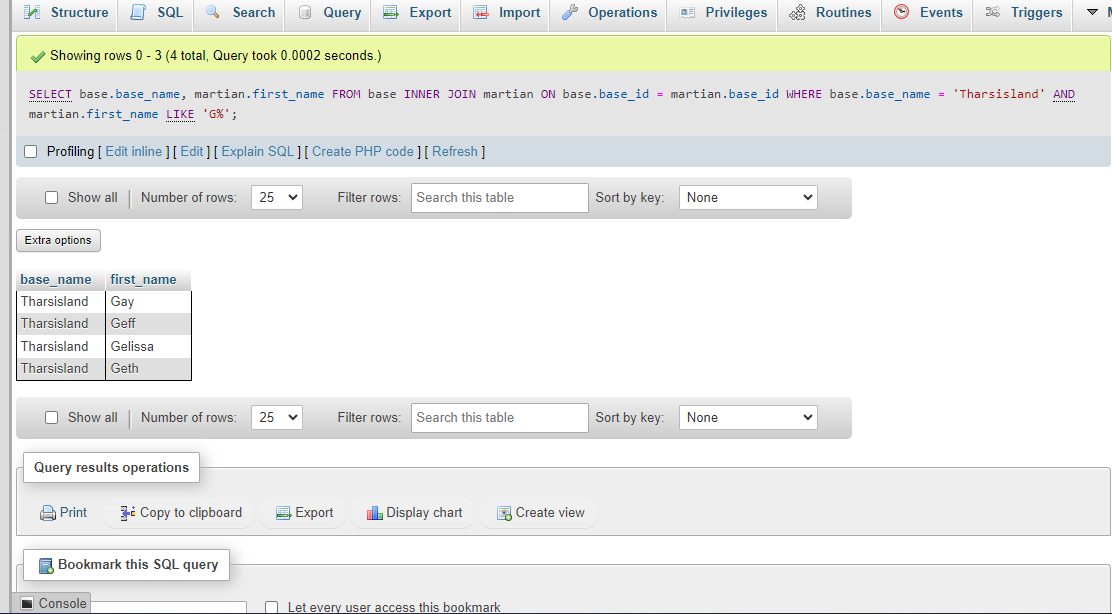 Structure SQL Search Query Export Import Operations Privileges Routines Events Triggers
Showing rows 0 - 3 (4 total, Query took 0.0002 seconds.)
SELECT base.base_name, martian.first_name FROM base INNER JOIN martian ON base.base_id = martian.base_id WHERE base.base_name = 'Tharsisland' AND
martian.first_name LIKE 'G%';
Profiling [ Edit inline ] [ Edit ] [ Explain SQL ] [ Create PHP code ] [ Refresh ]
Show all Number of rows: 25 Filter rows: Search this table Sort by key: None
Extra options
base_name first_name
Tharsisland Gay
Tharsisland Geff
Tharsisland Gelissa
Tharsisland Geth
Show all Number of rows: 25 Filter rows: Search this table Sort by key: None
Query results operations
Print Copy to clipboard Export Display chart Create view
Bookmark this SQL query
Console Let every user access this bookmark